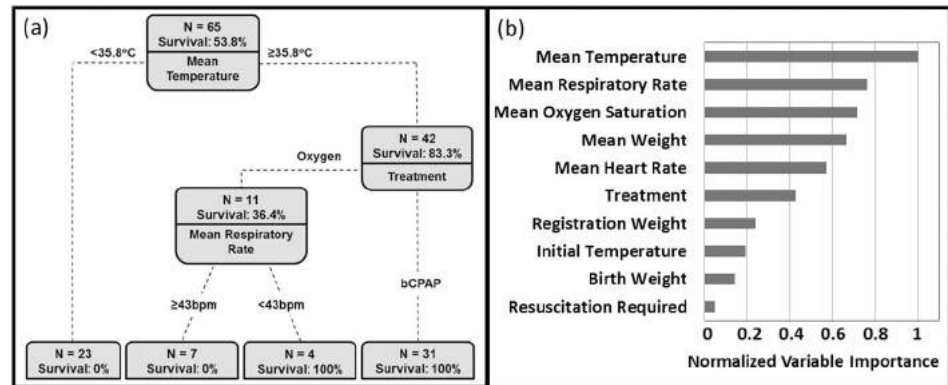 (a)
N = 65
Survival: 53.8%
Mean
Temperature
<35.8°C
≥35.8°C
N = 42
Survival: 83.3%
Treatment
Oxygen
N = 11
Survival: 36.4%
Mean Respiratory
Rate
bCPAP
≥43bpm
<43bpm
N = 23
Survival: 0%
N = 7
Survival: 0%
N = 4
Survival: 100%
N = 31
Survival: 100%
(b)
Mean Temperature
Mean Respiratory Rate
Mean Oxygen Saturation
Mean Weight
Mean Heart Rate
Treatment
Registration Weight
Initial Temperature
Birth Weight
Resuscitation Required
0 0.2 0.4 0.6 0.8 1
Normalized Variable Importance